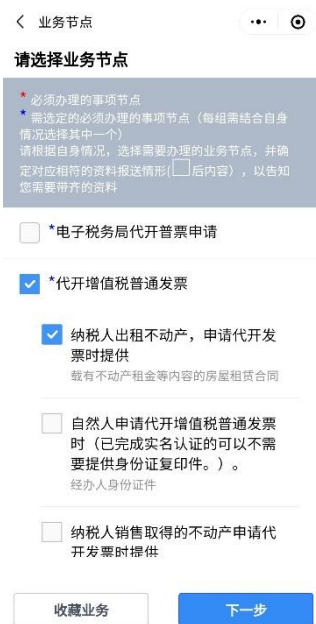 业务节点
请选择业务节点
* 必须办理的事项节点
* 需选定的必须办理的事项节点（每组需结合自身
情况选择其中一个）
请根据自身情况，选择需要办理的业务节点，并确
定对应相符的资料报送情形(□后内容），以告知
您需要带齐的资料
*电子税务局代开普票申请
*代开增值税普通发票
纳税人出租不动产，申请代开发
票时提供
载有不动产租金等内容的房屋租赁合同
自然人申请代开增值税普通发票
时（已完成实名认证的可以不需
要提供身份证复印件。）。
经办人身份证件
纳税人销售取得的不动产申请代
开发票时提供
收藏业务
下一步